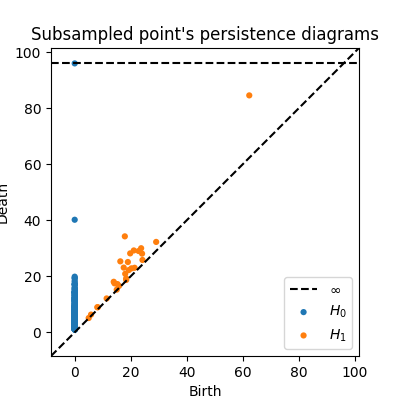 Subsampled point's persistence diagrams
100
80
60
40
20
0
Death
0 20 40 60 80 100
Birth
∞
H₀
H₁